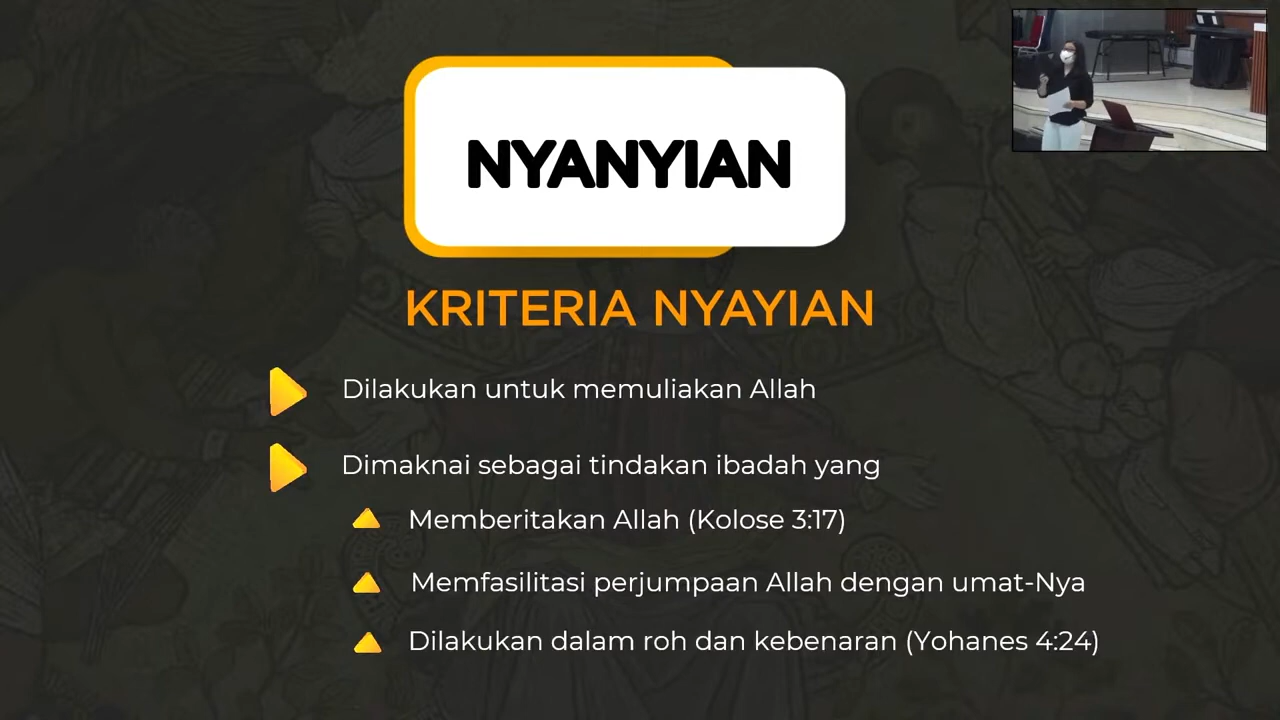 NYANYIAN
KRITERIA NYAYIAN
Dilakukan untuk memuliakan Allah
Dimaknai sebagai tindakan ibadah yang
Memberitakan Allah (Kolose 3:17)
Memfasilitasi perjumpaan Allah dengan umat-Nya
Dilakukan dalam roh dan kebenaran (Yohanes 4:24)